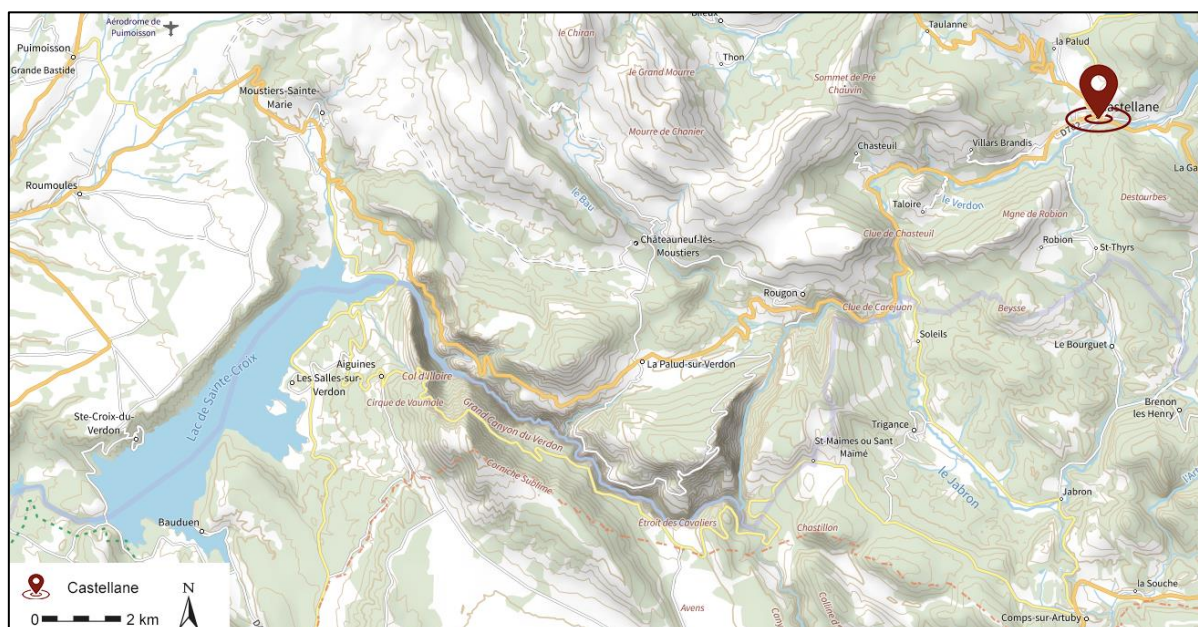 Aérodrome de
Puimoisson
Puimoisson
Grande Bastide
Moustiers-Sainte-
Marie
Roumoules
le Chiran
Thon
le Grand Mourre
Sommet de Pré
Chauvin
Mourre de Chanier
Taulanne
la Palud
Castellane
Chasteuil
Villars Brandis
Taloire
le Verdon
Mgne de Robion
Destourbes
Robion
St-Thyrs
Clue de Chasteuil
le Bau
Châteauneuf-lès-
Moustiers
Rougon
Clue de Carejuan
Beysse
Soleils
Le Bourguet
La Palud-sur-Verdon
Lac de Sainte-Croix
Aiguines
Les Salles-sur-
Verdon
Col d'Illoire
Cirque de Vaumale
Grand Canyon du Verdon
Corniche Sublime
Ste-Croix-du-
Verdon
Brenon
les Henry
Trigance
St-Maimes ou Sant
Maïmé
le Jabron
Jabron
Bauduen
Etroit des Cavaliers
Chastillon
Avens
la Souche
Comps-sur-Artuby
Castellane
N
0 2 km